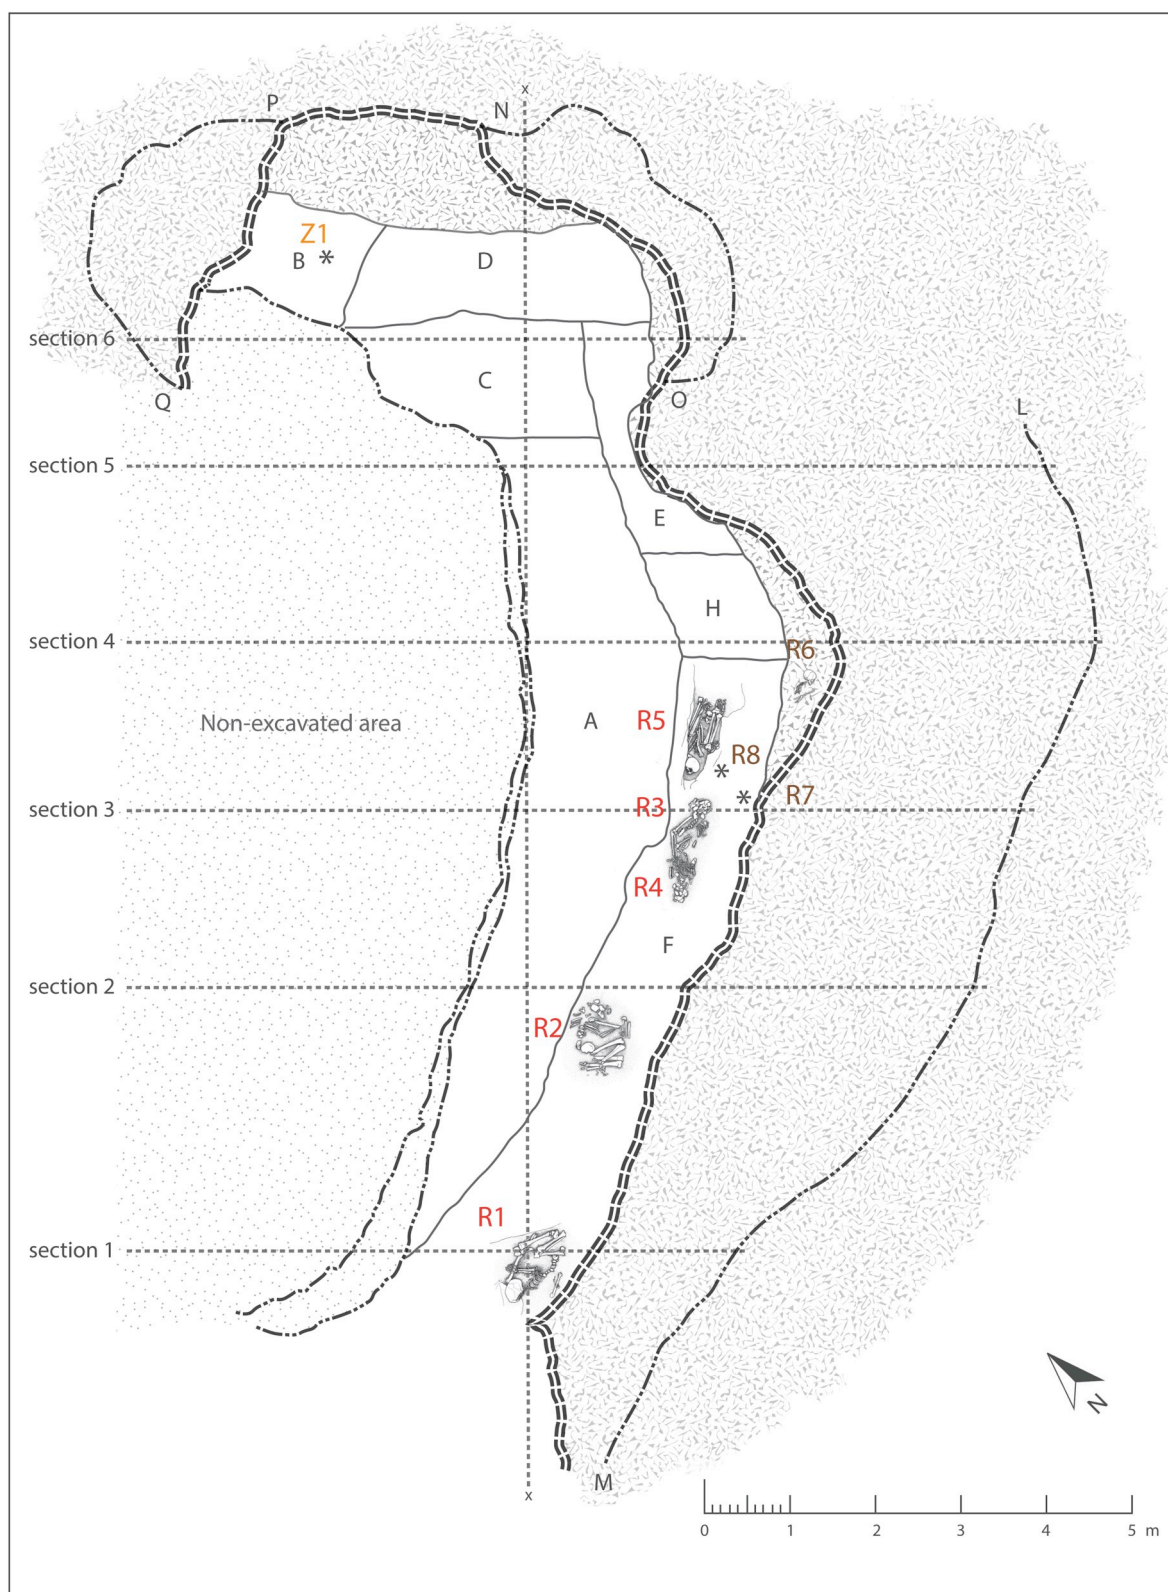 x
P
N
Z1
B *
D
section 6
C
Q
O
L
section 5
E
H
section 4
R6
Non-excavated area
A
R5
R8
*
*
R7
section 3
R3
R4
F
section 2
R2
R1
section 1
N
M
x
0 1 2 3 4 5 m